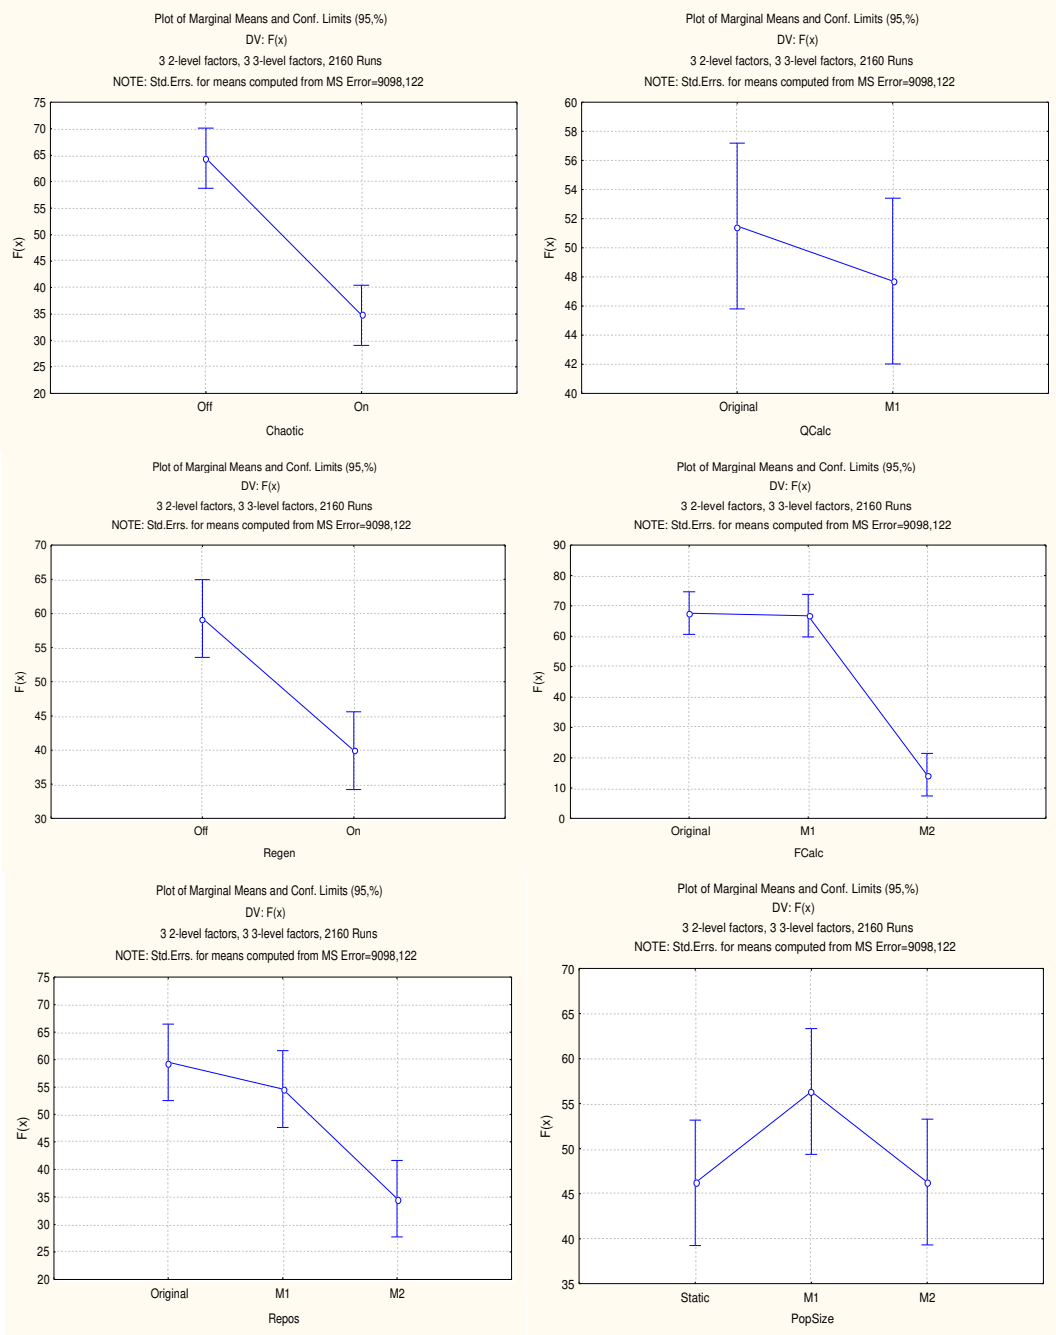 Plot of Marginal Means and Conf. Limits (95,%)
DV: F(x)
3 2-level factors, 3 3-level factors, 2160 Runs
NOTE: Std.Errs. for means computed from MS Error=9098,122
75
70
65
60
55
50
45
40
35
30
25
20
F(x)
Off On
Chaotic
Plot of Marginal Means and Conf. Limits (95,%)
DV: F(x)
3 2-level factors, 3 3-level factors, 2160 Runs
NOTE: Std.Errs. for means computed from MS Error=9098,122
60
58
56
54
52
50
48
46
44
42
40
F(x)
Original M1
QCalc
Plot of Marginal Means and Conf. Limits (95,%)
DV: F(x)
3 2-level factors, 3 3-level factors, 2160 Runs
NOTE: Std.Errs. for means computed from MS Error=9098,122
70
65
60
55
50
45
40
35
30
F(x)
Off On
Regen
Plot of Marginal Means and Conf. Limits (95,%)
DV: F(x)
3 2-level factors, 3 3-level factors, 2160 Runs
NOTE: Std.Errs. for means computed from MS Error=9098,122
90
80
70
60
50
40
30
20
10
0
F(x)
Original M1 M2
FCalc
Plot of Marginal Means and Conf. Limits (95,%)
DV: F(x)
3 2-level factors, 3 3-level factors, 2160 Runs
NOTE: Std.Errs. for means computed from MS Error=9098,122
75
70
65
60
55
50
45
40
35
30
25
20
F(x)
Original M1 M2
Repos
Plot of Marginal Means and Conf. Limits (95,%)
DV: F(x)
3 2-level factors, 3 3-level factors, 2160 Runs
NOTE: Std.Errs. for means computed from MS Error=9098,122
70
65
60
55
50
45
40
35
F(x)
Static M1 M2
PopSize